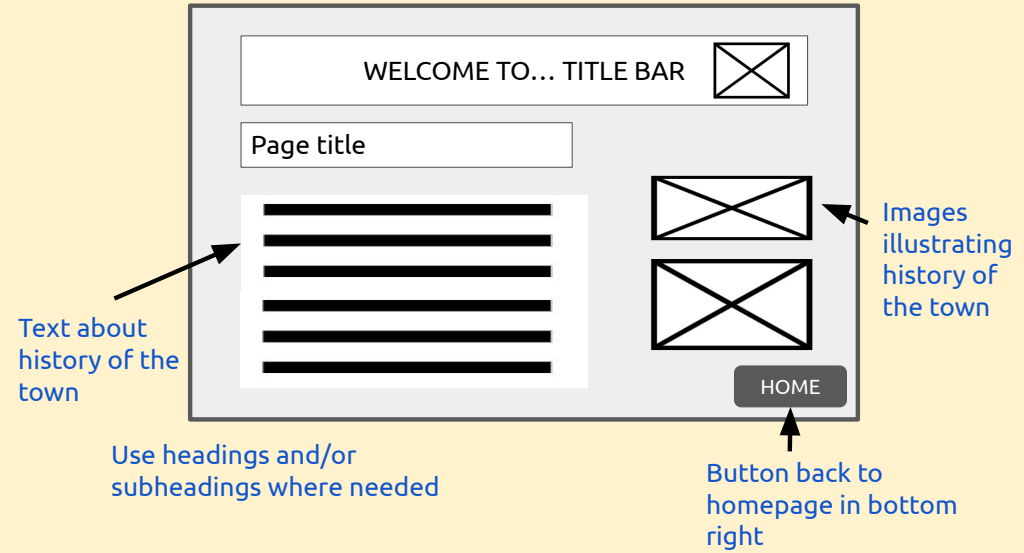 WELCOME TO... TITLE BAR
Page title
Images
illustrating
history of
the town
Text about
history of the
town
HOME
Use headings and/or
subheadings where needed
Button back to
homepage in bottom
right